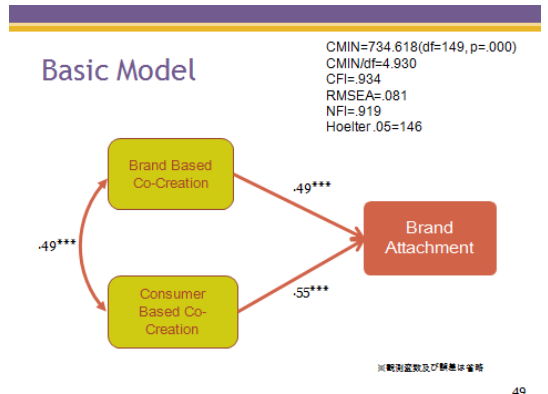 CMIN=734.618(df=149, p=.000)
CMIN/df=4.930
CFI=.934
RMSEA=.081
NFI=.919
Hoelter .05=146
Basic Model
Brand Based
Co-Creation
.49***
.49***
Brand
Attachment
.55***
Consumer
Based Co-
Creation
※観測変数及び誤差は省略
49